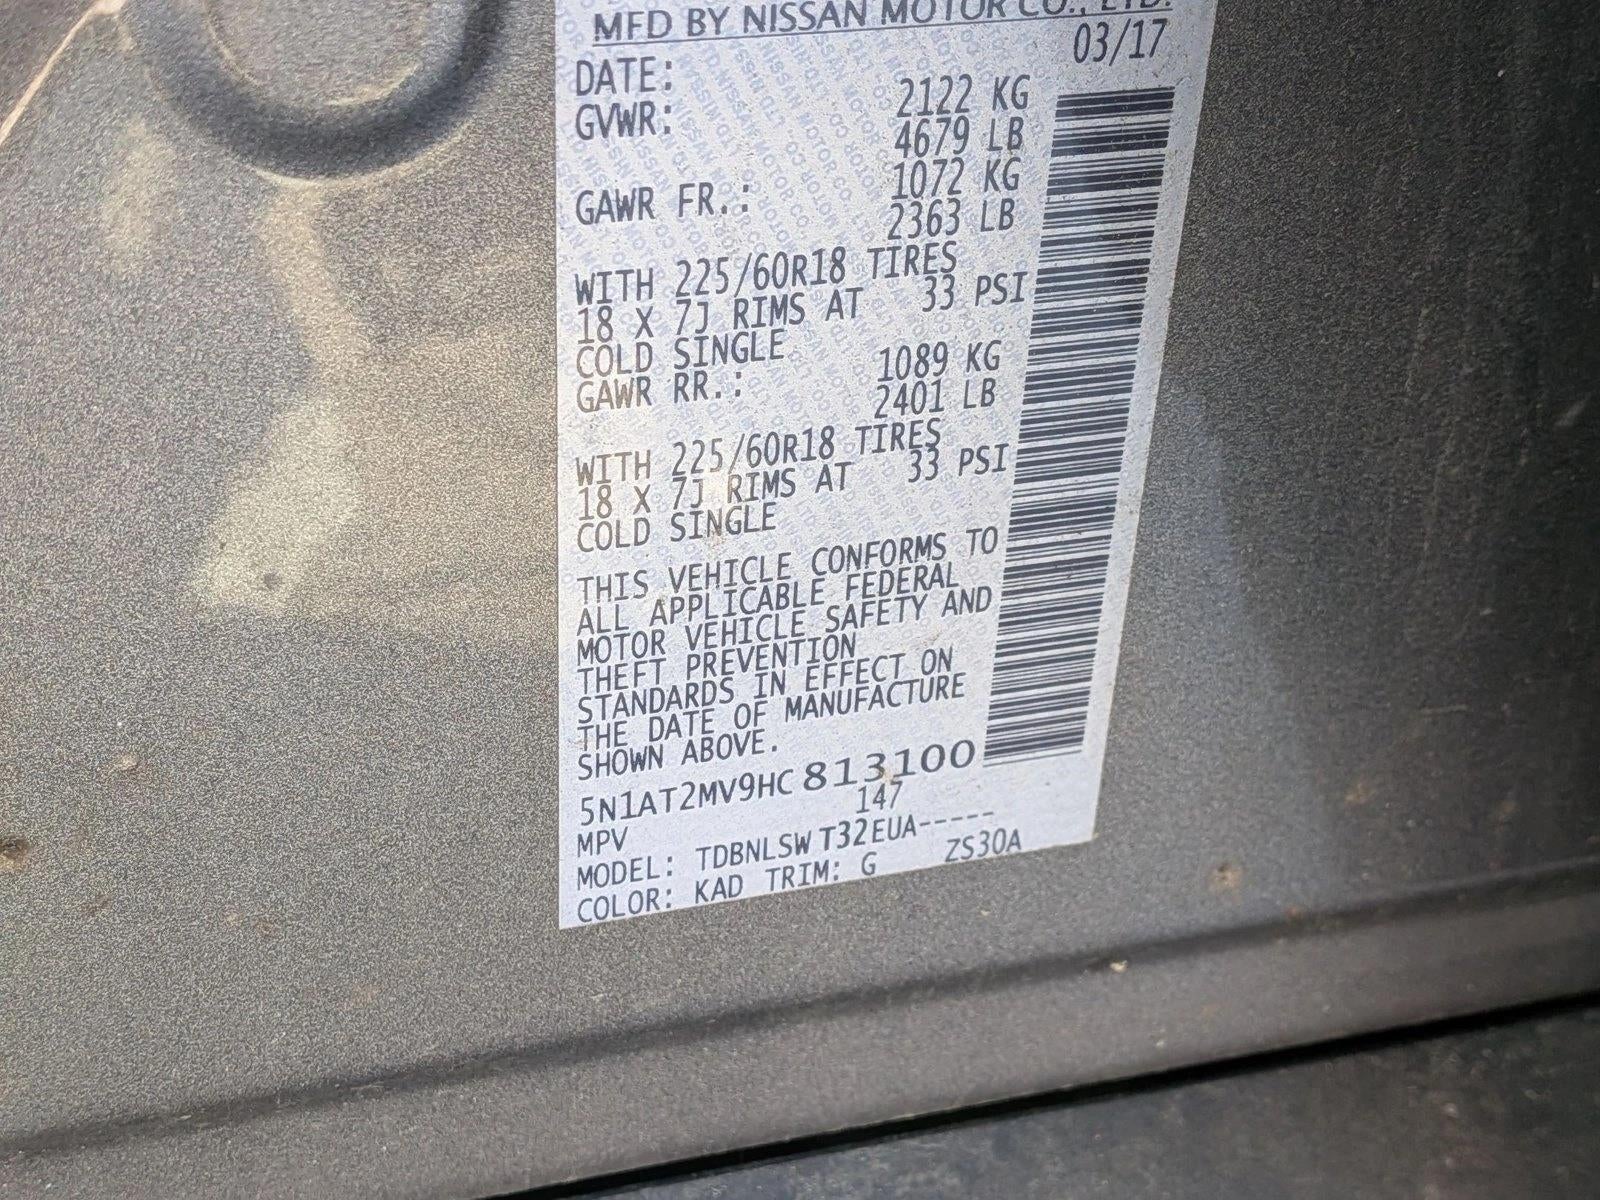 MFD BY NISSAN MOTOR CO., LTD.
DATE: 03/17
GVWR: 2122 KG
4679 LB
GAWR FR.: 1072 KG
2363 LB
WITH 225/60R18 TIRES
18 X 7J RIMS AT 33 PSI
COLD SINGLE
GAWR RR.: 1089 KG
2401 LB
WITH 225/60R18 TIRES
18 X 7J RIMS AT 33 PSI
COLD SINGLE
THIS VEHICLE CONFORMS TO
ALL APPLICABLE FEDERAL
MOTOR VEHICLE SAFETY AND
THEFT PREVENTION
STANDARDS IN EFFECT ON
THE DATE OF MANUFACTURE
SHOWN ABOVE.
5N1AT2MV9HC813100
MPV 147
MODEL: TDBNLSW T32EUA-----
COLOR: KAD TRIM: G ZS30A